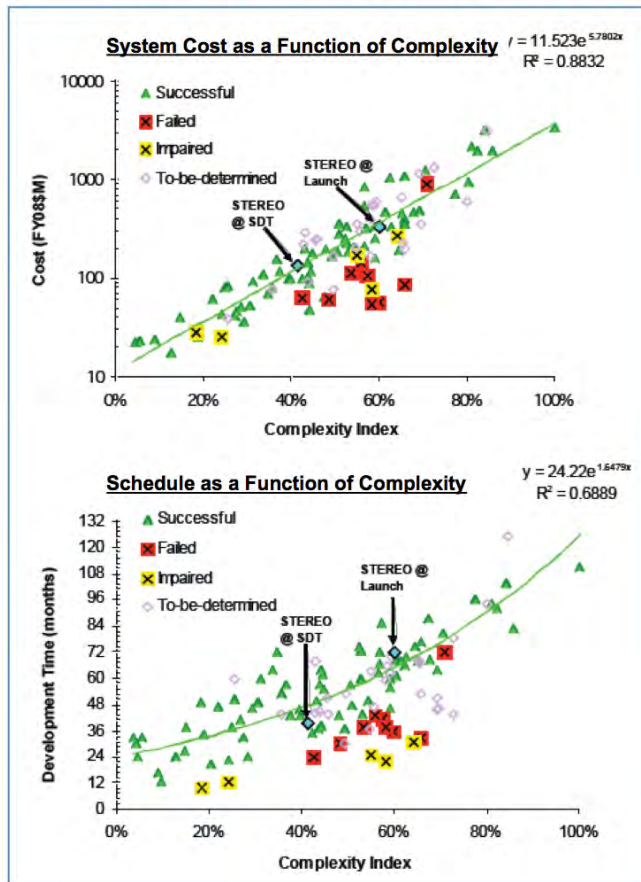 System Cost as a Function of Complexity
y = 11.523e^5.7802x
R² = 0.8832
10000
1000
100
10
Cost (FY08$M)
Successful
Failed
Impaired
To-be-determined
STEREO @
Launch
STEREO
@ SDT
0% 20% 40% 60% 80% 100%
Complexity Index
Schedule as a Function of Complexity
y = 24.22e^1.6479x
R² = 0.6889
132
120
108
96
84
72
60
48
36
24
12
0
Development Time (months)
Successful
Failed
Impaired
To-be-determined
STEREO @
Launch
STEREO
@ SDT
0% 20% 40% 60% 80% 100%
Complexity Index